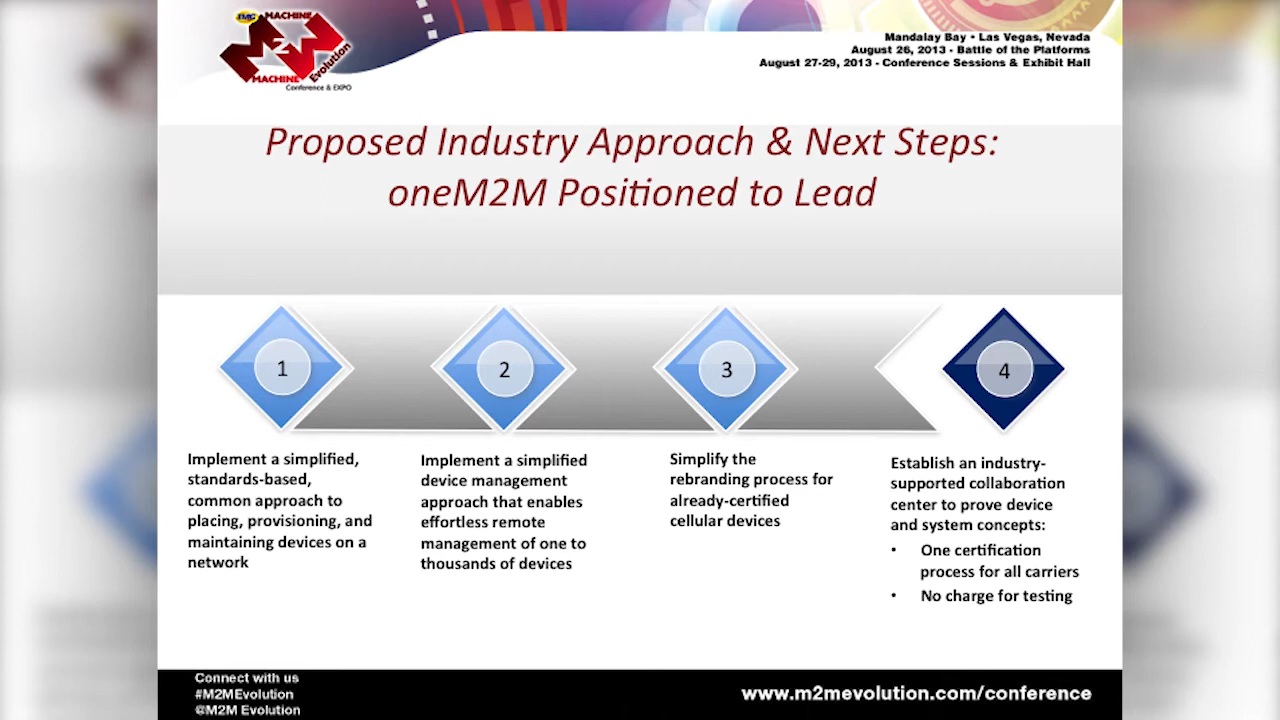 TMC
MACHINE
M2M
Evolution
MACHINE
Conference & EXPO
Mandalay Bay • Las Vegas, Nevada
August 26, 2013 - Battle of the Platforms
August 27-29, 2013 - Conference Sessions & Exhibit Hall
Proposed Industry Approach & Next Steps:
oneM2M Positioned to Lead
1
2
3
4
Implement a simplified,
standards-based,
common approach to
placing, provisioning, and
maintaining devices on a
network
Implement a simplified
device management
approach that enables
effortless remote
management of one to
thousands of devices
Simplify the
rebranding process for
already-certified
cellular devices
Establish an industry-
supported collaboration
center to prove device
and system concepts:
• One certification
process for all carriers
• No charge for testing
Connect with us
#M2MEvolution
@M2M Evolution
www.m2mevolution.com/conference